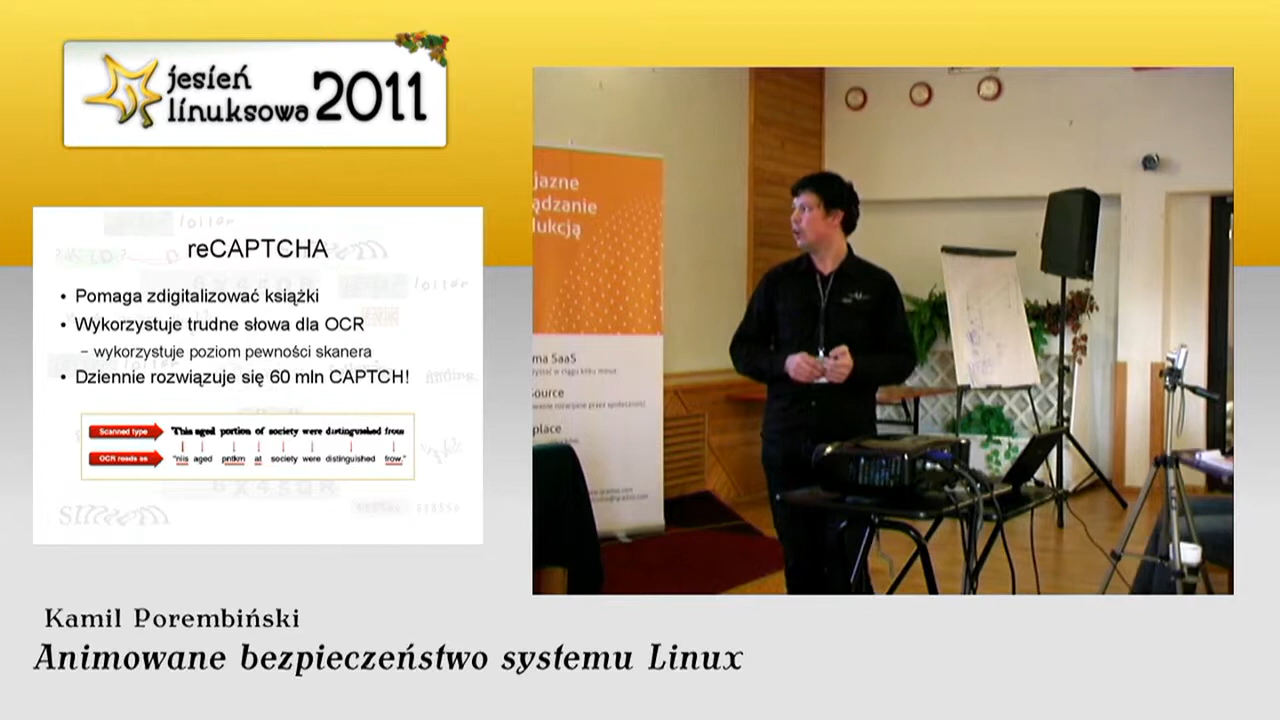 jesień
linuksowa 2011
reCAPTCHA
• Pomaga zdigitalizować książki
• Wykorzystuje trudne słowa dla OCR
– wykorzystuje poziom pewności skanera
• Dziennie rozwiązuje się 60 mln CAPTCH!
Scanned type
This aged portion of society were distinguished from
OCR reads as
"niis aged pntkm at society were distinguished frow."
jazne
ądzanie
lukcją
ma SaaS
ource
place
Kamil Porembiński
Animowane bezpieczeństwo systemu Linux